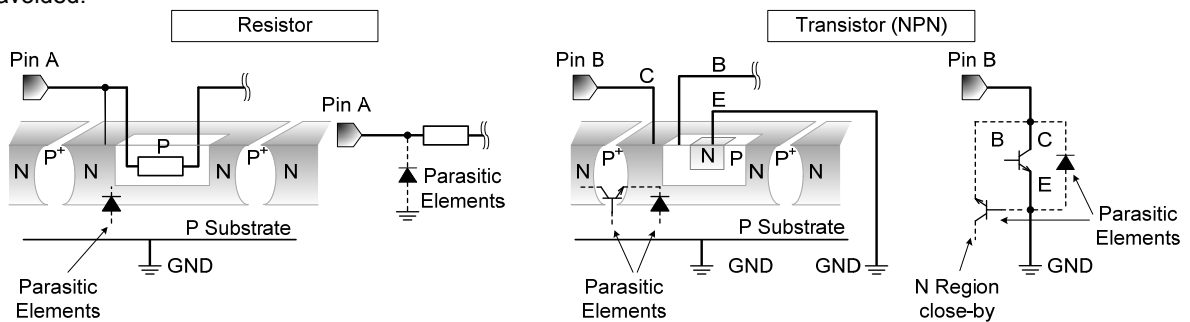 avoided.
Resistor
Transistor (NPN)
Pin A
Pin A
N
P+
N
P
N
P+
N
Parasitic
Elements
P Substrate
GND
Parasitic
Elements
Pin B
C
B
E
N
P+
N
N
P
N
P+
N
P Substrate
GND
GND
Parasitic
Elements
Pin B
B
C
E
Parasitic
Elements
GND
N Region
close-by